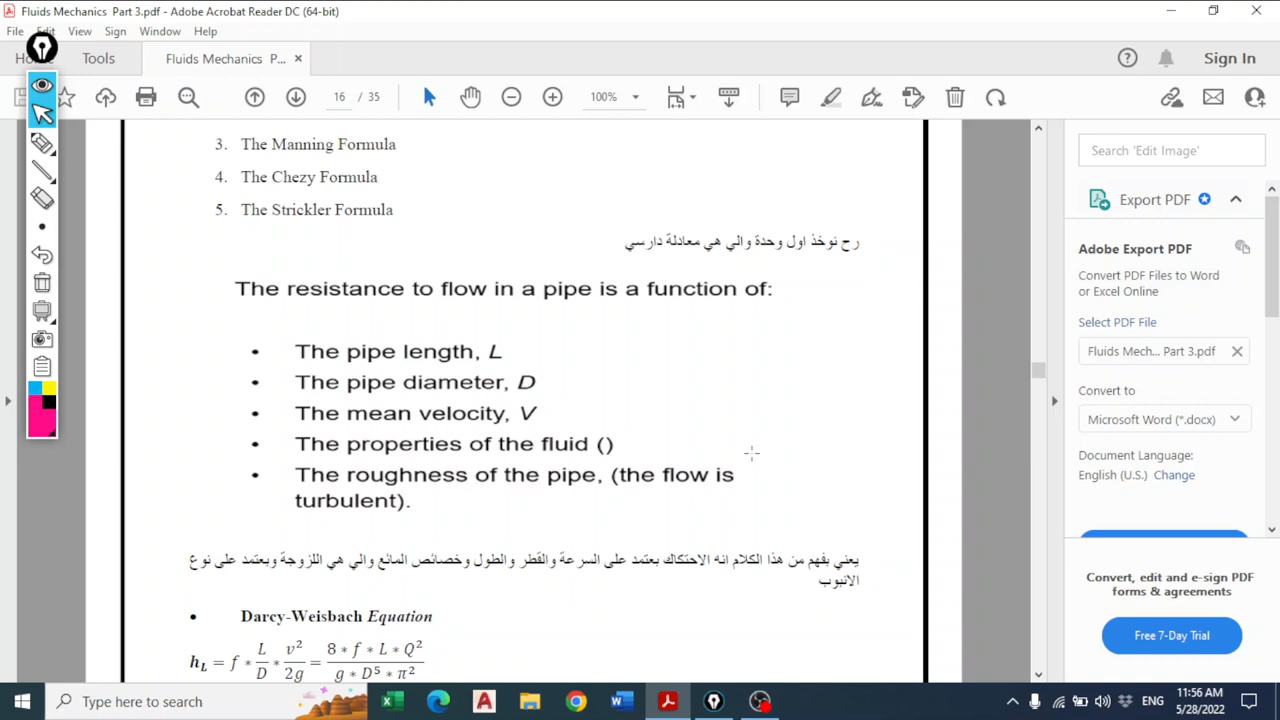 Fluids Mechanics Part 3.pdf - Adobe Acrobat Reader DC (64-bit)
File Edit View Sign Window Help
Tools
Fluids Mechanics P...
Sign In
16 / 35
100%
3. The Manning Formula
4. The Chezy Formula
5. The Strickler Formula
رح نوخذ اول وحدة والي هي معادلة دارسي
The resistance to flow in a pipe is a function of:
• The pipe length, L
• The pipe diameter, D
• The mean velocity, V
• The properties of the fluid ()
• The roughness of the pipe, (the flow is
turbulent).
يعني بفهم من هذا الكلام انه الاحتكاك بعتمد على السرعة والقطر والطول وخصائص المائع والي هي اللزوجة وبعتمد على نوع
الانبوب
• Darcy-Weisbach Equation
h_L = f * L/D * v²/2g = 8 * f * L * Q² / g * D⁵ * π²
Search 'Edit Image'
Export PDF
Adobe Export PDF
Convert PDF Files to Word
or Excel Online
Select PDF File
Fluids Mech... Part 3.pdf
Convert to
Microsoft Word (*.docx)
Document Language:
English (U.S.) Change
Convert, edit and e-sign PDF
forms & agreements
Free 7-Day Trial
Type here to search
ENG
11:56 AM
5/28/2022